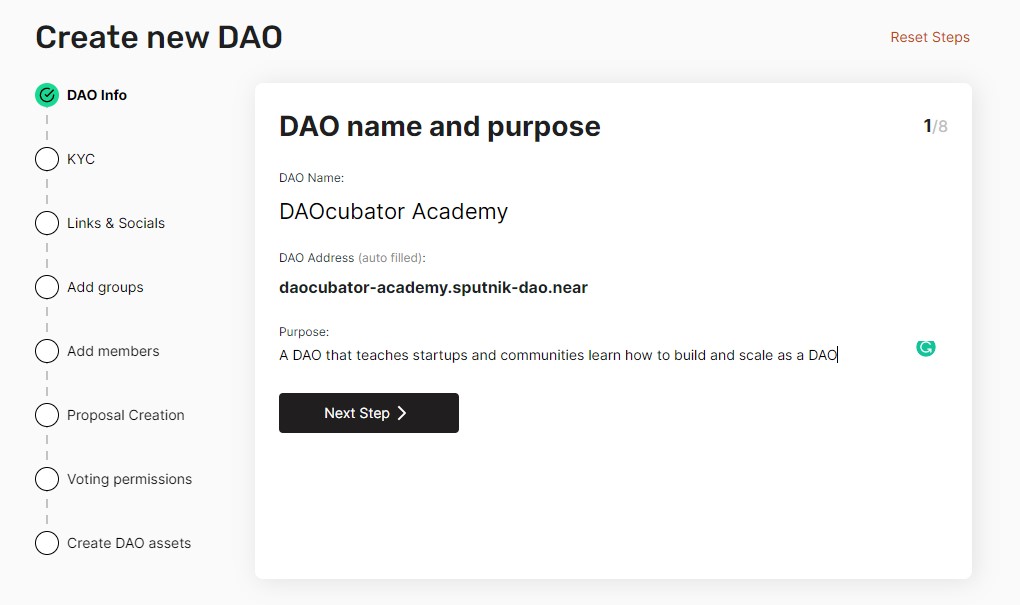 Create new DAO
Reset Steps
DAO Info
KYC
Links & Socials
Add groups
Add members
Proposal Creation
Voting permissions
Create DAO assets
DAO name and purpose
1/8
DAO Name:
DAOcubator Academy
DAO Address (auto filled):
daocubator-academy.sputnik-dao.near
Purpose:
A DAO that teaches startups and communities learn how to build and scale as a DAO
Next Step